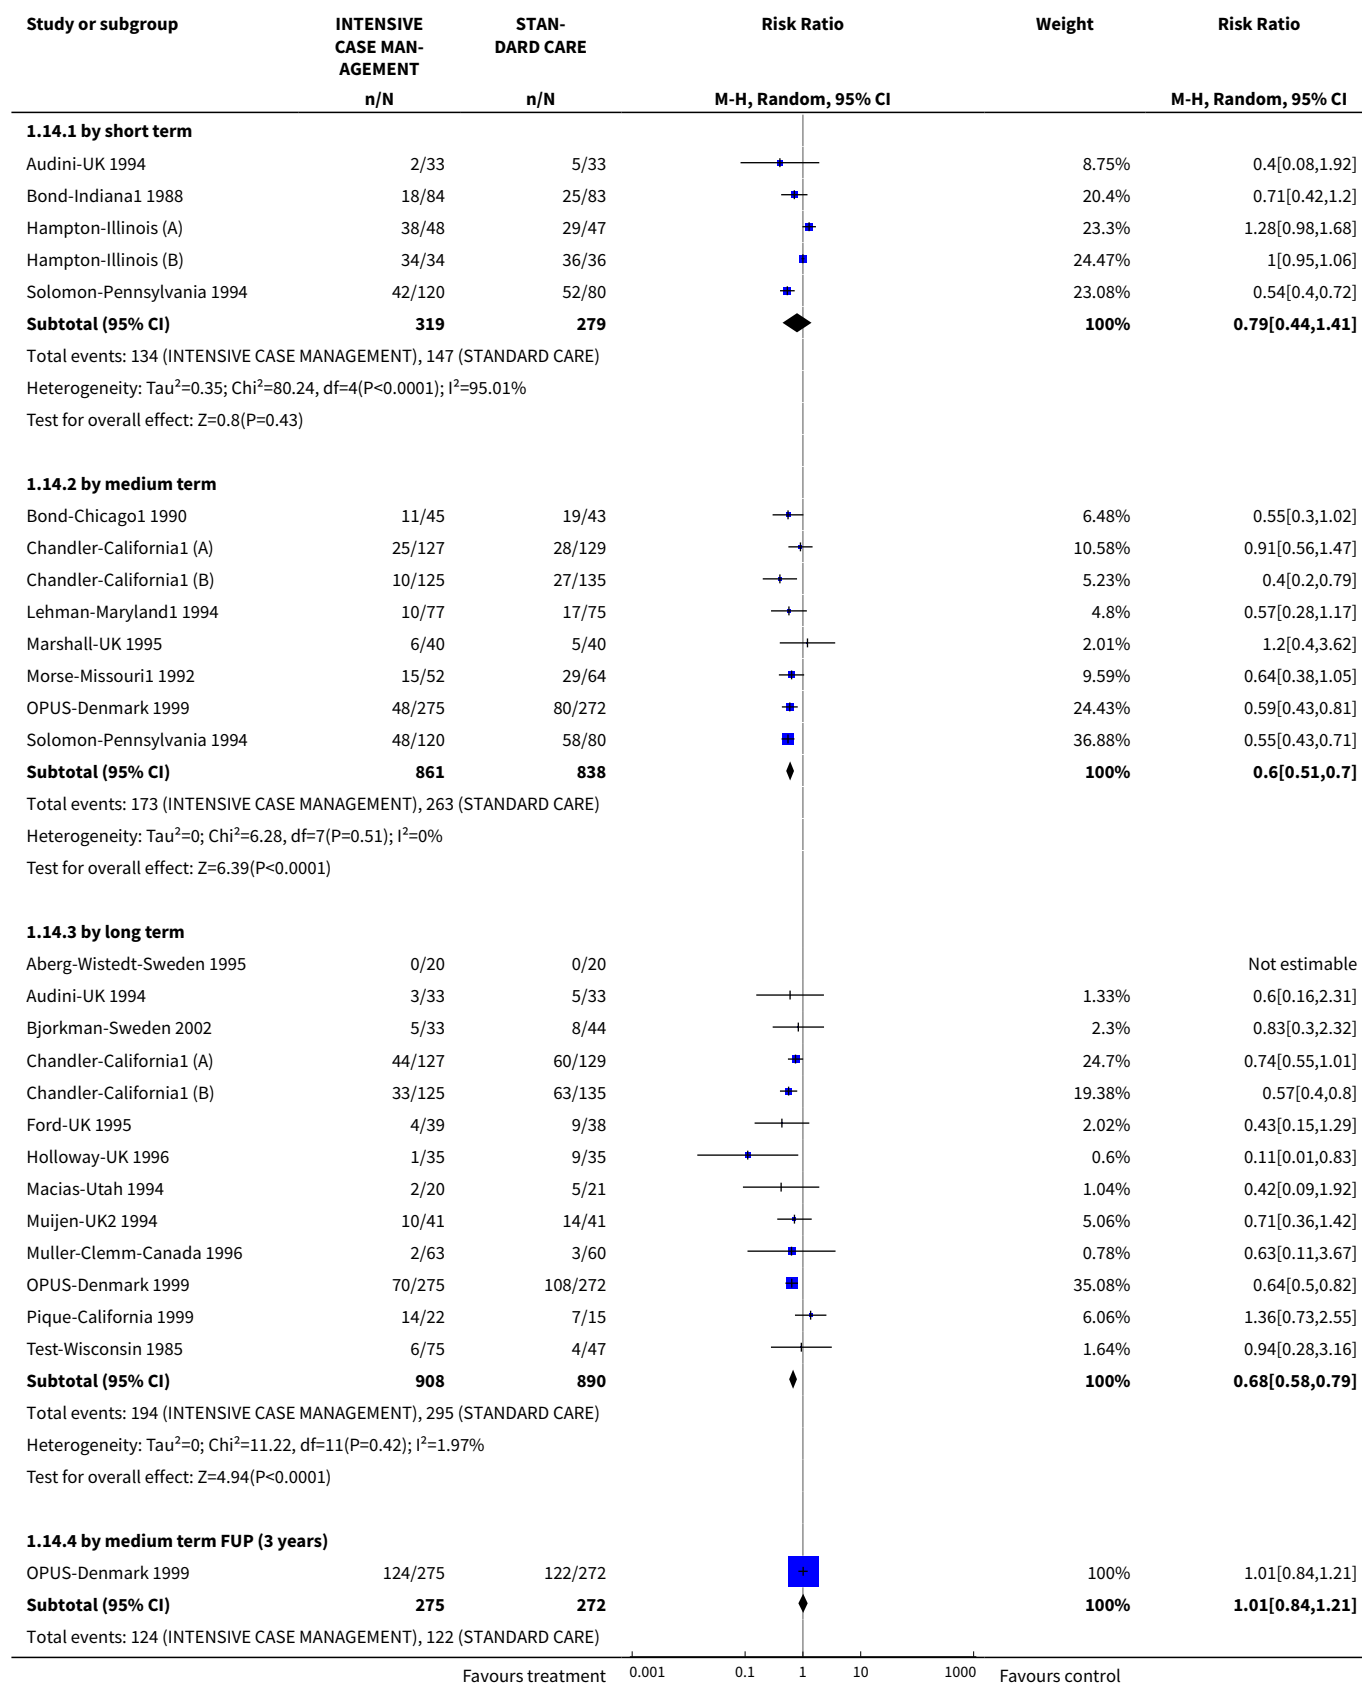 Study or subgroup INTENSIVE CASE MAN- AGEMENT STAN- DARD CARE Risk Ratio Weight Risk Ratio
n/N n/N M-H, Random, 95% CI M-H, Random, 95% CI
1.14.1 by short term
Audini-UK 1994 2/33 5/33 8.75% 0.4[0.08,1.92]
Bond-Indiana1 1988 18/84 25/83 20.4% 0.71[0.42,1.2]
Hampton-Illinois (A) 38/48 29/47 23.3% 1.28[0.98,1.68]
Hampton-Illinois (B) 34/34 36/36 24.47% 1[0.95,1.06]
Solomon-Pennsylvania 1994 42/120 52/80 23.08% 0.54[0.4,0.72]
Subtotal (95% CI) 319 279 100% 0.79[0.44,1.41]
Total events: 134 (INTENSIVE CASE MANAGEMENT), 147 (STANDARD CARE)
Heterogeneity: Tau²=0.35; Chi²=80.24, df=4(P<0.0001); I²=95.01%
Test for overall effect: Z=0.8(P=0.43)
1.14.2 by medium term
Bond-Chicago1 1990 11/45 19/43 6.48% 0.55[0.3,1.02]
Chandler-California1 (A) 25/127 28/129 10.58% 0.91[0.56,1.47]
Chandler-California1 (B) 10/125 27/135 5.23% 0.4[0.2,0.79]
Lehman-Maryland1 1994 10/77 17/75 4.8% 0.57[0.28,1.17]
Marshall-UK 1995 6/40 5/40 2.01% 1.2[0.4,3.62]
Morse-Missouri1 1992 15/52 29/64 9.59% 0.64[0.38,1.05]
OPUS-Denmark 1999 48/275 80/272 24.43% 0.59[0.43,0.81]
Solomon-Pennsylvania 1994 48/120 58/80 36.88% 0.55[0.43,0.71]
Subtotal (95% CI) 861 838 100% 0.6[0.51,0.7]
Total events: 173 (INTENSIVE CASE MANAGEMENT), 263 (STANDARD CARE)
Heterogeneity: Tau²=0; Chi²=6.28, df=7(P=0.51); I²=0%
Test for overall effect: Z=6.39(P<0.0001)
1.14.3 by long term
Aberg-Wistedt-Sweden 1995 0/20 0/20 Not estimable
Audini-UK 1994 3/33 5/33 1.33% 0.6[0.16,2.31]
Bjorkman-Sweden 2002 5/33 8/44 2.3% 0.83[0.3,2.32]
Chandler-California1 (A) 44/127 60/129 24.7% 0.74[0.55,1.01]
Chandler-California1 (B) 33/125 63/135 19.38% 0.57[0.4,0.8]
Ford-UK 1995 4/39 9/38 2.02% 0.43[0.15,1.29]
Holloway-UK 1996 1/35 9/35 0.6% 0.11[0.01,0.83]
Macias-Utah 1994 2/20 5/21 1.04% 0.42[0.09,1.92]
Muijen-UK2 1994 10/41 14/41 5.06% 0.71[0.36,1.42]
Muller-Clemm-Canada 1996 2/63 3/60 0.78% 0.63[0.11,3.67]
OPUS-Denmark 1999 70/275 108/272 35.08% 0.64[0.5,0.82]
Pique-California 1999 14/22 7/15 6.06% 1.36[0.73,2.55]
Test-Wisconsin 1985 6/75 4/47 1.64% 0.94[0.28,3.16]
Subtotal (95% CI) 908 890 100% 0.68[0.58,0.79]
Total events: 194 (INTENSIVE CASE MANAGEMENT), 295 (STANDARD CARE)
Heterogeneity: Tau²=0; Chi²=11.22, df=11(P=0.42); I²=1.97%
Test for overall effect: Z=4.94(P<0.0001)
1.14.4 by medium term FUP (3 years)
OPUS-Denmark 1999 124/275 122/272 100% 1.01[0.84,1.21]
Subtotal (95% CI) 275 272 100% 1.01[0.84,1.21]
Total events: 124 (INTENSIVE CASE MANAGEMENT), 122 (STANDARD CARE)
Favours treatment 0.001 0.1 1 10 1000 Favours control